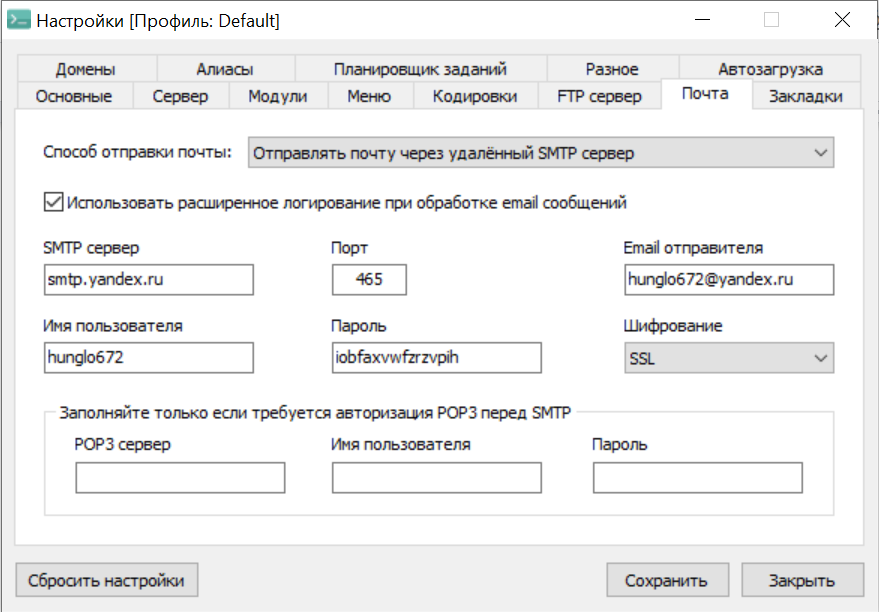 Настройки [Профиль: Default]
Домены Алиасы Планировщик заданий Разное Автозагрузка
Основные Сервер Модули Меню Кодировки FTP сервер Почта Закладки
Способ отправки почты: Отправлять почту через удалённый SMTP сервер
Использовать расширенное логирование при обработке email сообщений
SMTP сервер Порт Email отправителя
smtp.yandex.ru 465 hunglo672@yandex.ru
Имя пользователя Пароль Шифрование
hunglo672 iobfaxvwfzrzvpih SSL
Заполняйте только если требуется авторизация POP3 перед SMTP
POP3 сервер Имя пользователя Пароль
Сбросить настройки Сохранить Закрыть